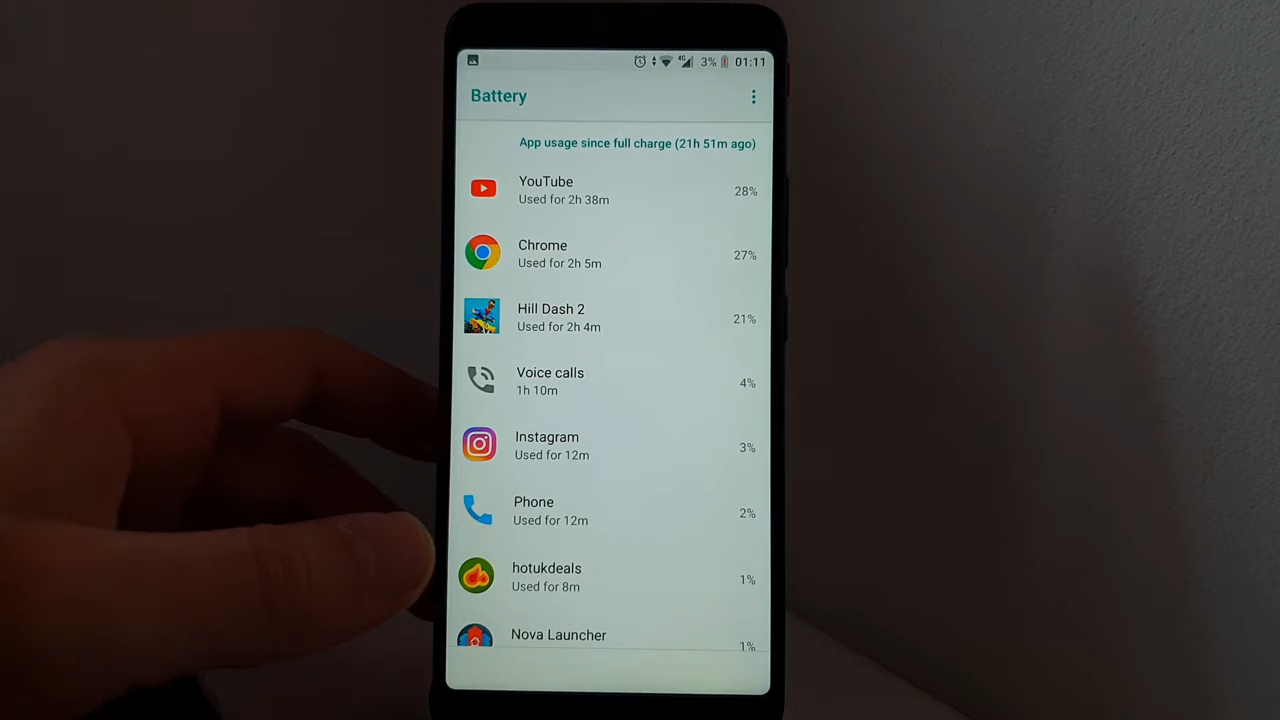 4G 3% 01:11
Battery
App usage since full charge (21h 51m ago)
YouTube
Used for 2h 38m
28%
Chrome
Used for 2h 5m
27%
Hill Dash 2
Used for 2h 4m
21%
Voice calls
1h 10m
4%
Instagram
Used for 12m
3%
Phone
Used for 12m
2%
hotukdeals
Used for 8m
1%
Nova Launcher
1%